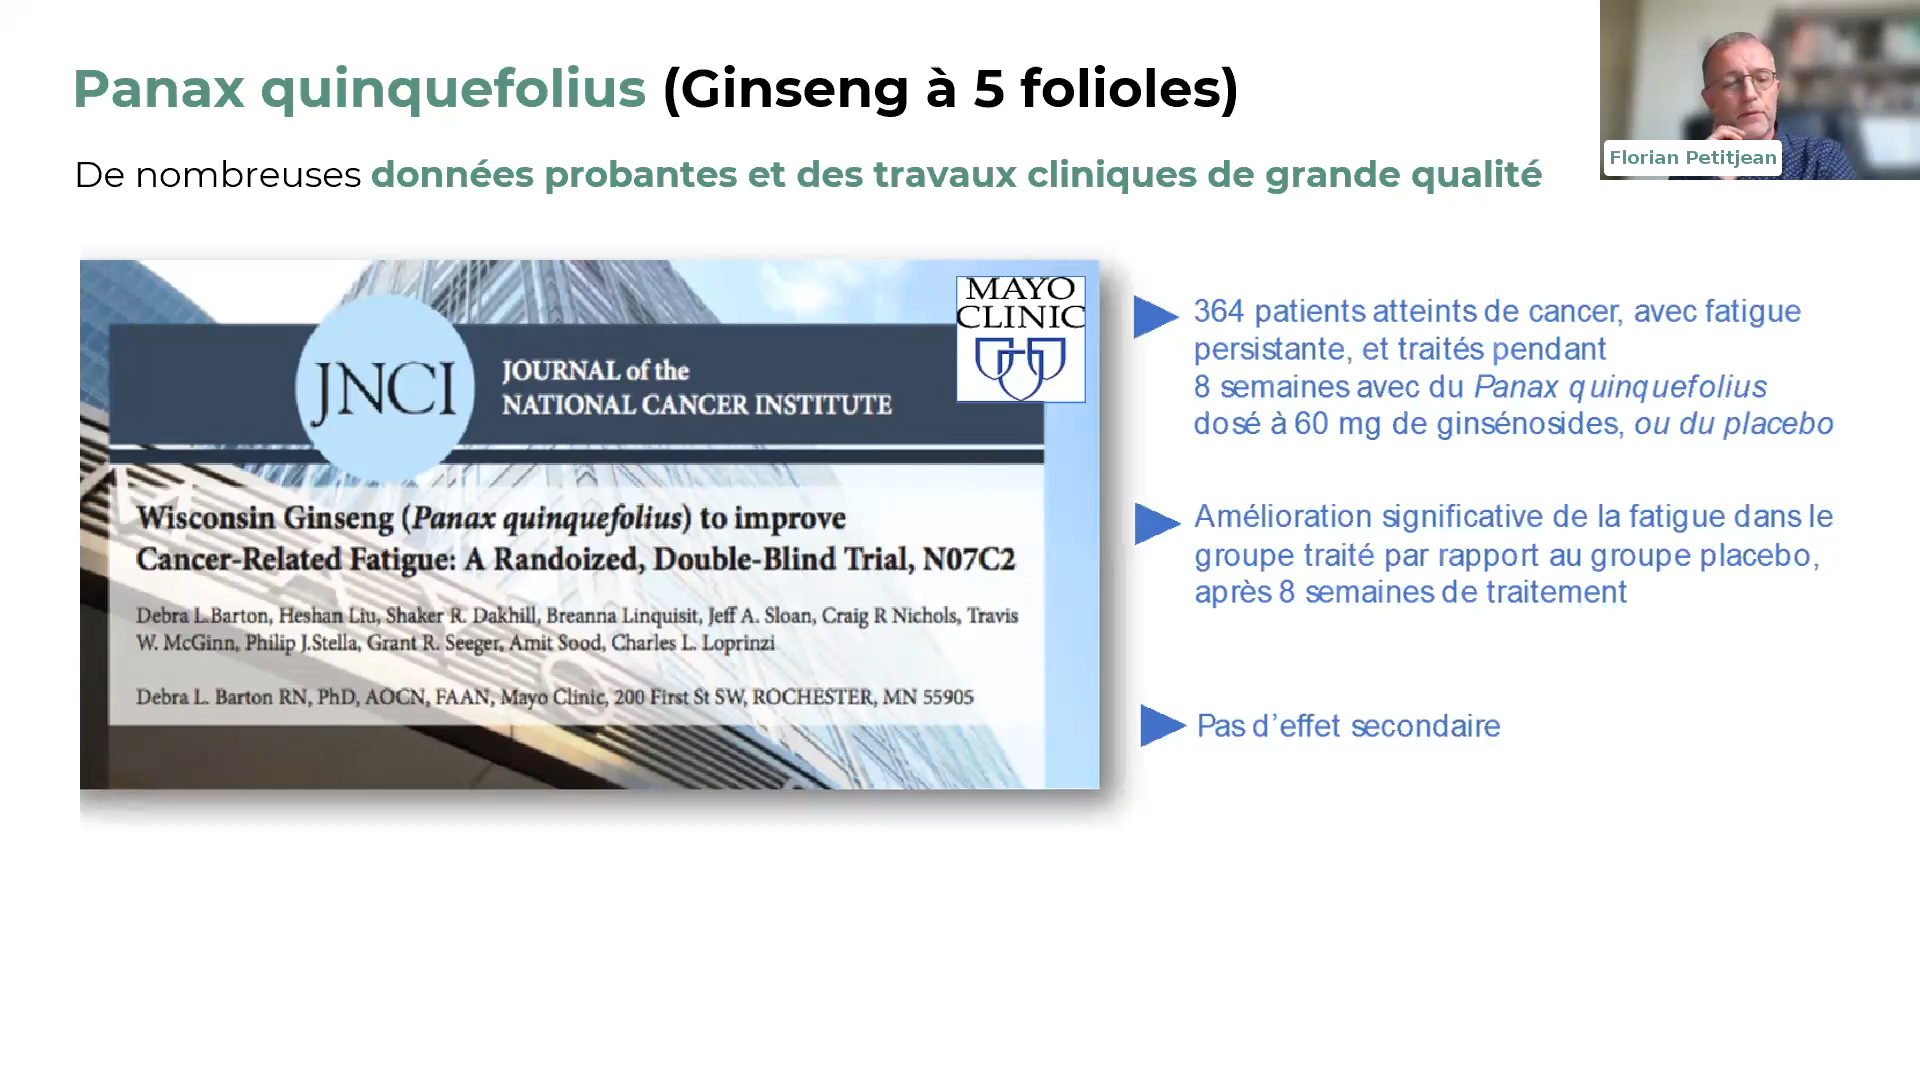 Panax quinquefolius (Ginseng à 5 folioles)
De nombreuses données probantes et des travaux cliniques de grande qualité
Florian Petitjean
MAYO
CLINIC
JNCI
JOURNAL of the
NATIONAL CANCER INSTITUTE
Wisconsin Ginseng (Panax quinquefolius) to improve
Cancer-Related Fatigue: A Randoized, Double-Blind Trial, N07C2
Debra L.Barton, Heshan Liu, Shaker R. Dakhill, Breanna Linquisit, Jeff A. Sloan, Craig R Nichols, Travis
W. McGinn, Philip J.Stella, Grant R. Seeger, Amit Sood, Charles L. Loprinzi
Debra L. Barton RN, PhD, AOCN, FAAN, Mayo Clinic, 200 First St SW, ROCHESTER, MN 55905
364 patients atteints de cancer, avec fatigue
persistante, et traités pendant
8 semaines avec du Panax quinquefolius
dosé à 60 mg de ginsénosides, ou du placebo
Amélioration significative de la fatigue dans le
groupe traité par rapport au groupe placebo,
après 8 semaines de traitement
Pas d’effet secondaire